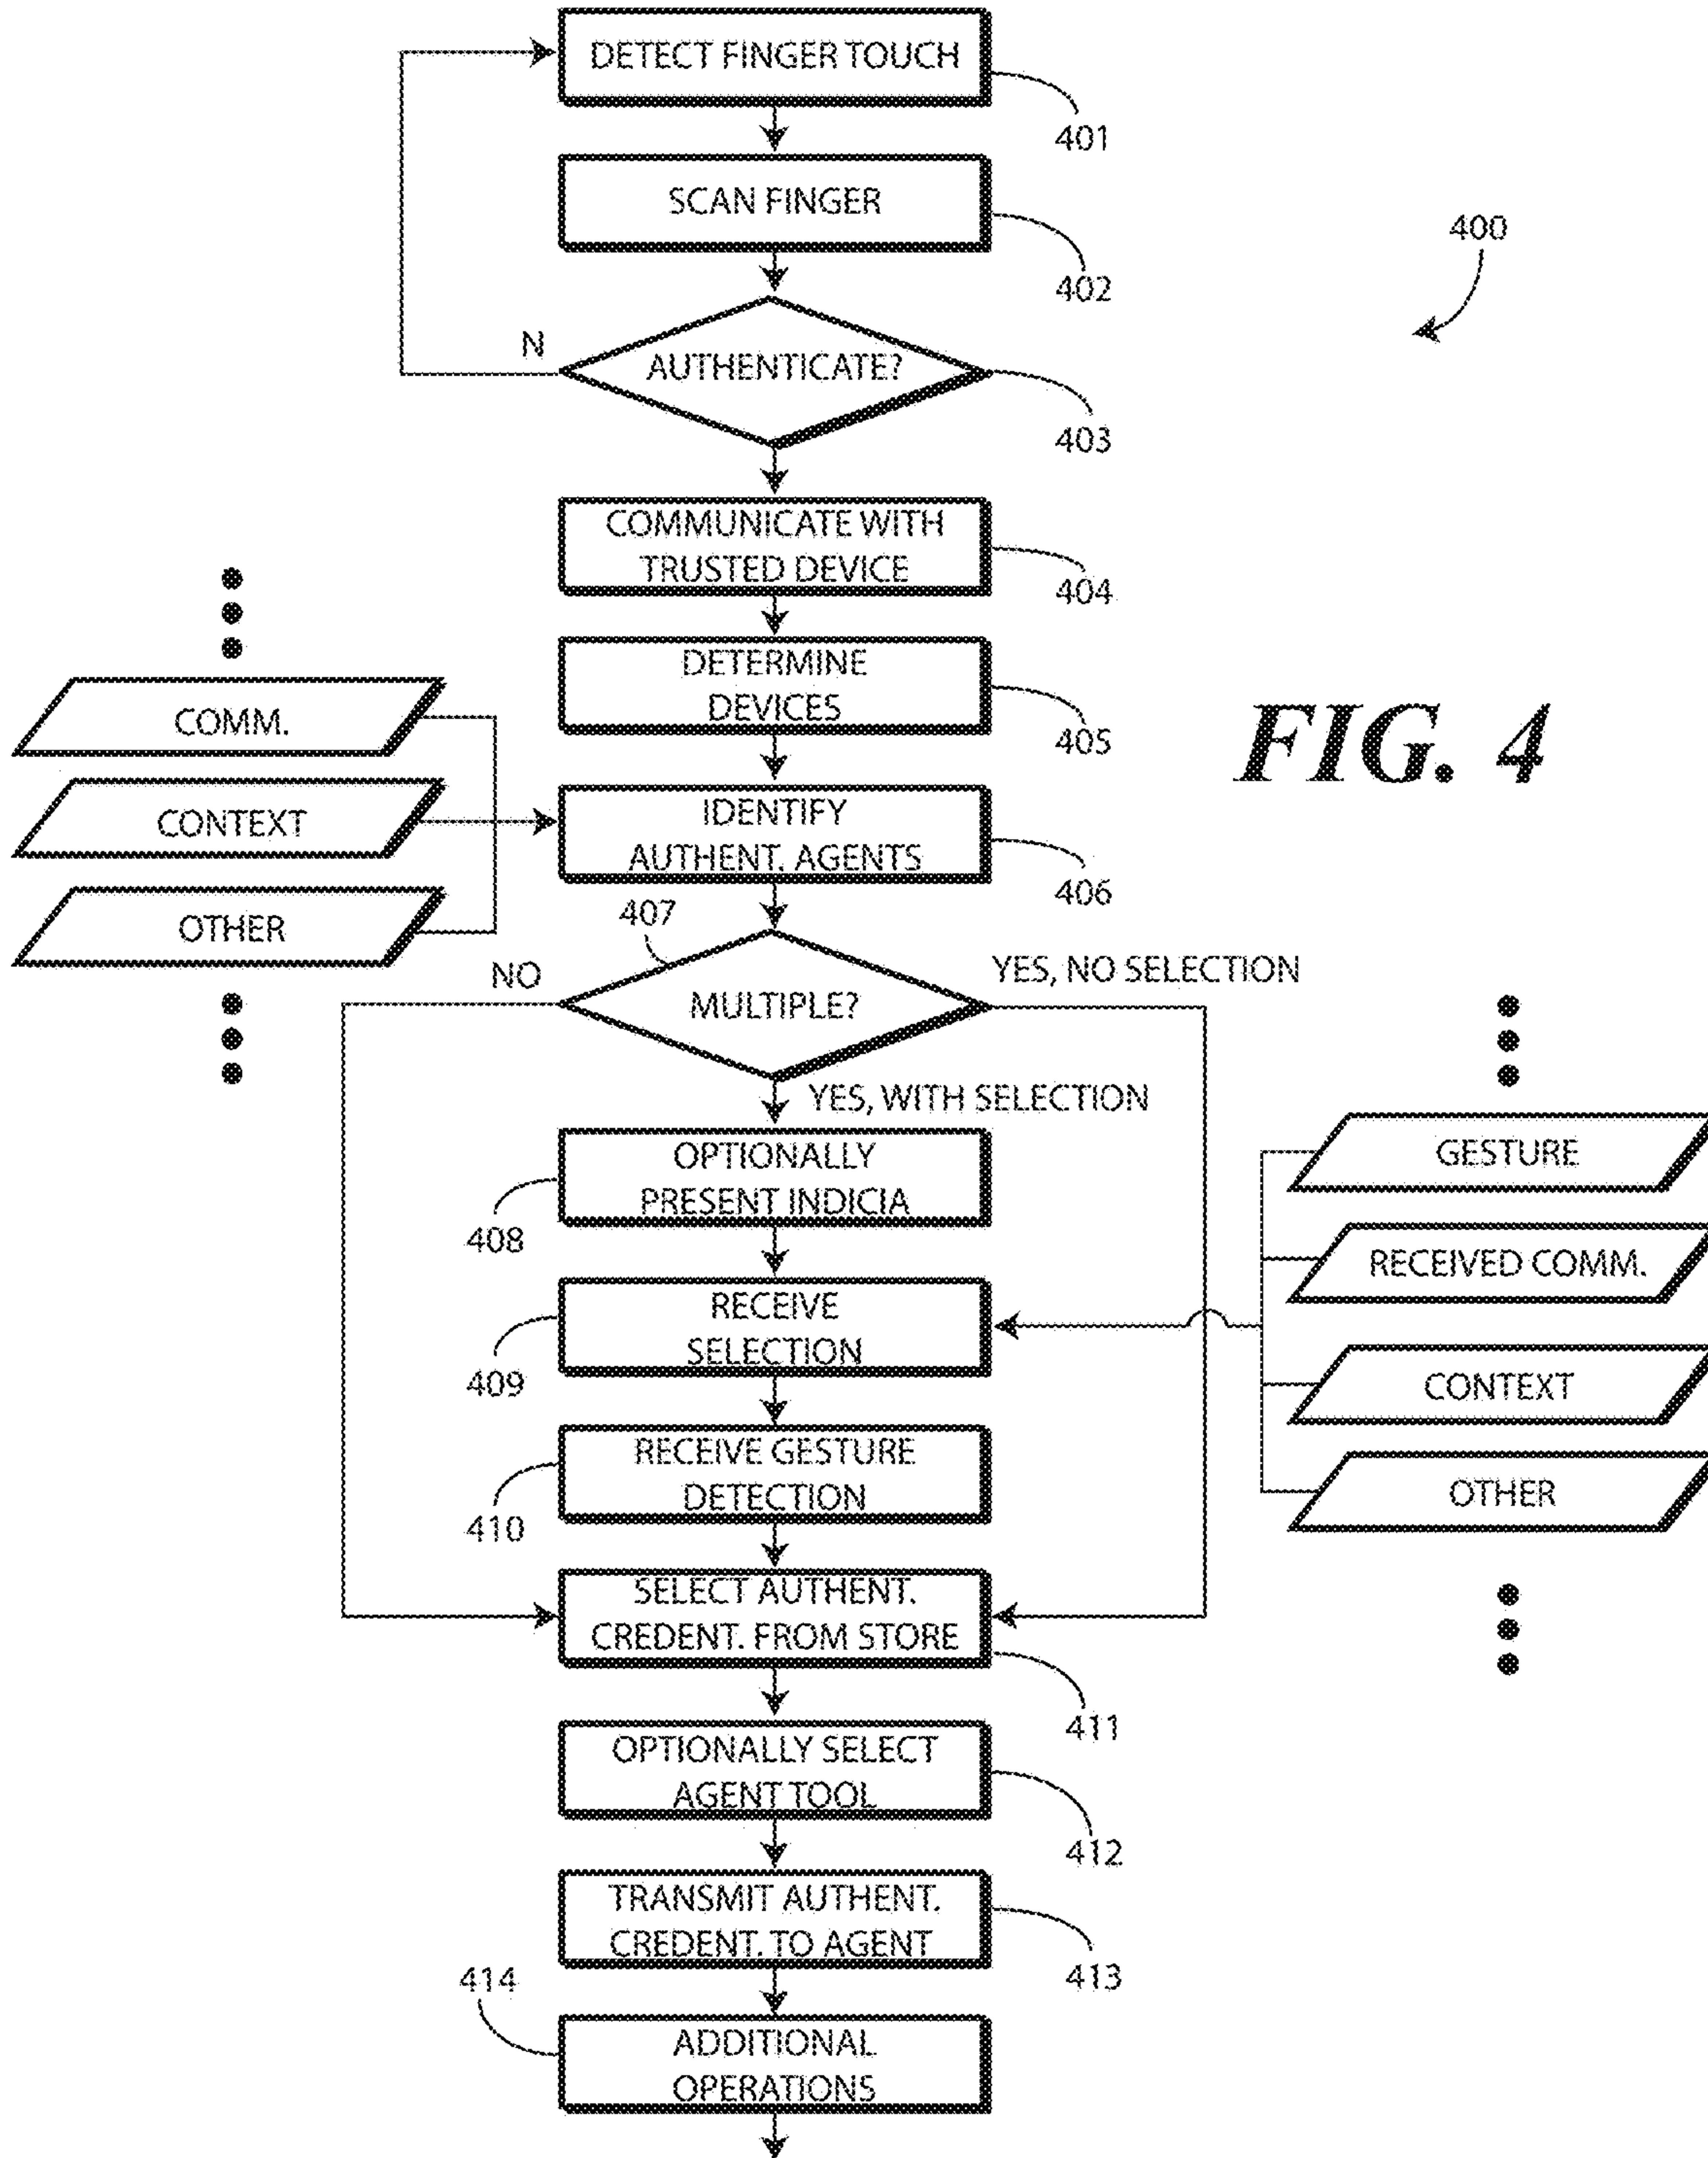 DETECT FINGER TOUCH
401
SCAN FINGER
402
400
N
AUTHENTICATE?
403
COMMUNICATE WITH
TRUSTED DEVICE
404
DETERMINE
DEVICES
405
COMM.
CONTEXT
OTHER
FIG. 4
IDENTIFY
AUTHENT. AGENTS
406
407
NO
MULTIPLE?
YES, NO SELECTION
YES, WITH SELECTION
OPTIONALLY
PRESENT INDICIA
408
GESTURE
RECEIVED COMM.
CONTEXT
OTHER
RECEIVE
SELECTION
409
RECEIVE GESTURE
DETECTION
410
SELECT AUTHENT.
CREDENT. FROM STORE
411
OPTIONALLY SELECT
AGENT TOOL
412
TRANSMIT AUTHENT.
CREDENT. TO AGENT
413
414
ADDITIONAL
OPERATIONS